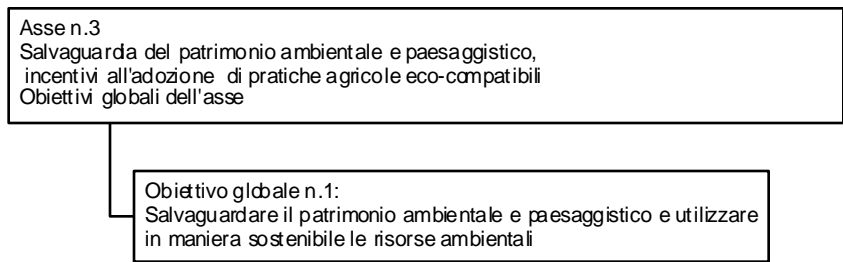 Asse n.3
Salvaguardia del patrimonio ambientale e paesaggistico,
incentivi all'adozione di pratiche agricole eco-compatibili
Obiettivi globali dell'asse
Obiettivo globale n.1:
Salvaguardare il patrimonio ambientale e paesaggistico e utilizzare
in maniera sostenibile le risorse ambientali